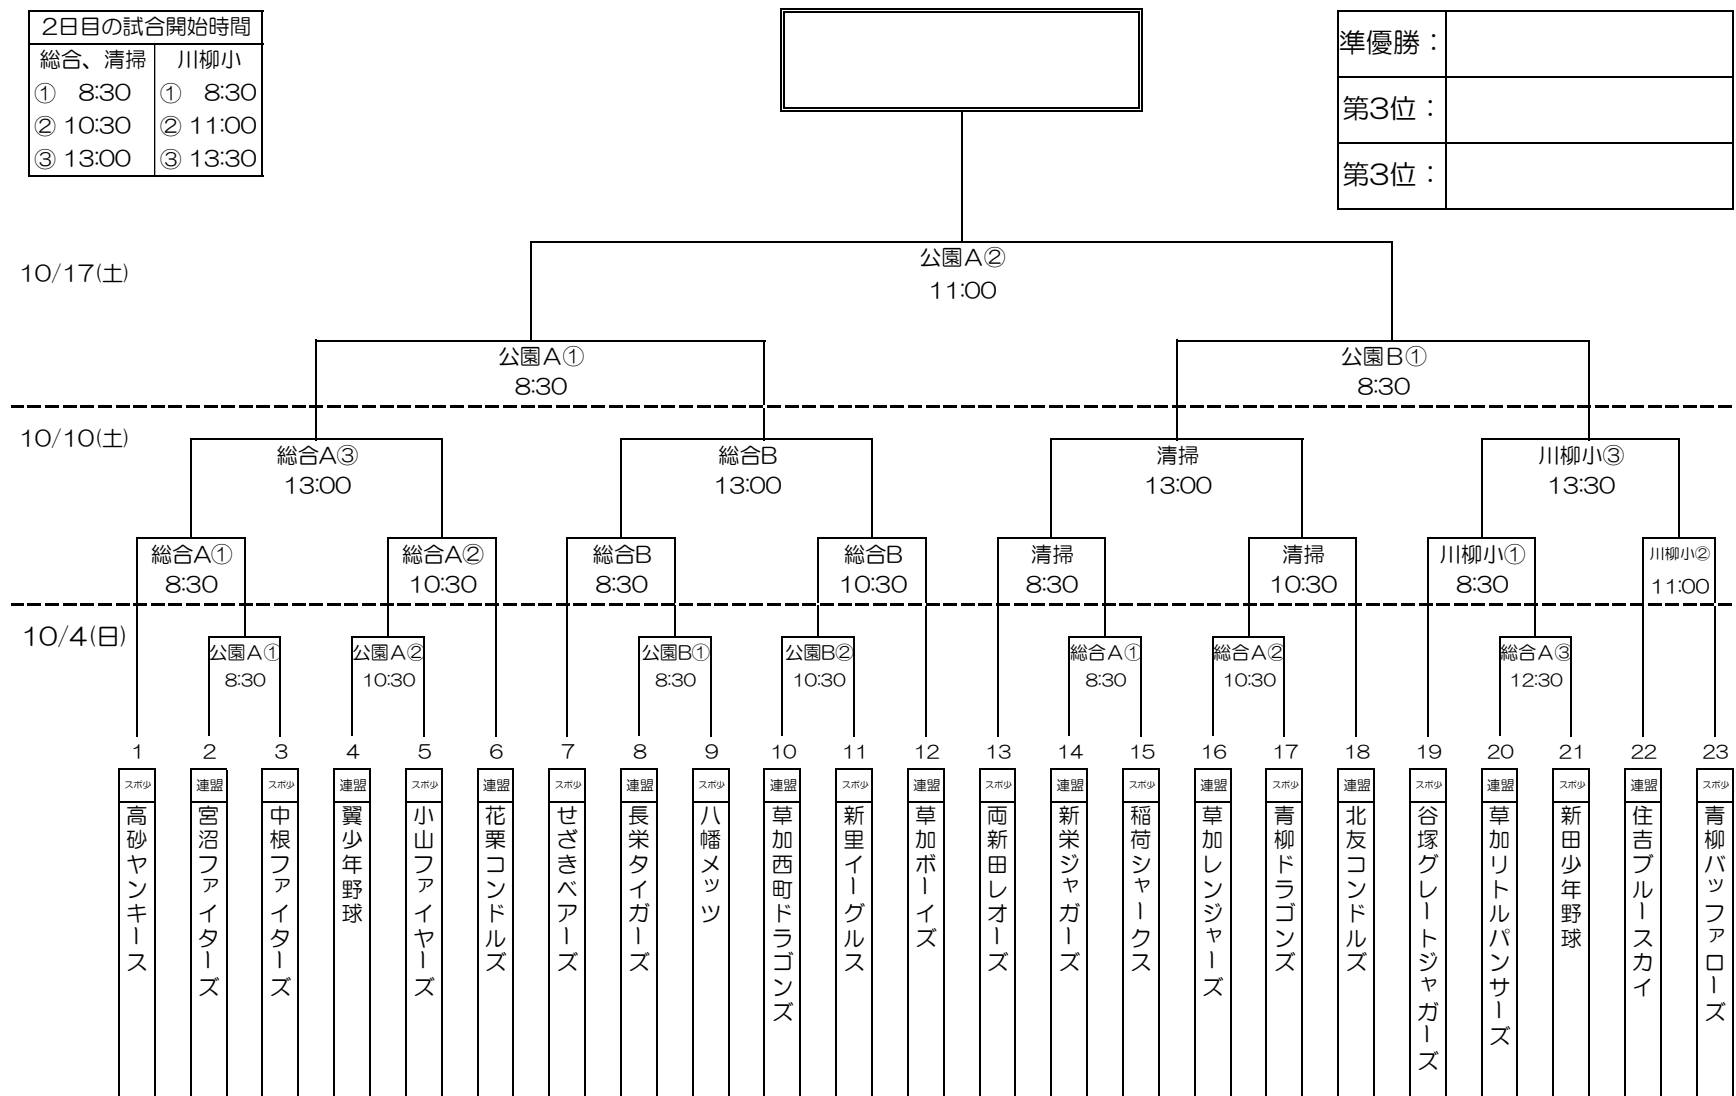 2日目の試合開始時間
総合、清掃 川柳小
① 8:30 ① 8:30
② 10:30 ② 11:00
③ 13:00 ③ 13:30
準優勝：
第3位：
第3位：
10/17(土)
公園A②
11:00
公園A① 公園B①
8:30 8:30
10/10(土)
総合A③ 総合B 清掃 川柳小③
13:00 13:00 13:00 13:30
総合A① 総合A② 総合B 総合B 清掃 清掃 川柳小① 川柳小②
8:30 10:30 8:30 10:30 8:30 10:30 8:30 11:00
10/4(日)
公園A① 公園A② 公園B① 公園B② 総合A① 総合A② 総合A③
8:30 10:30 8:30 10:30 8:30 10:30 12:30
1 2 3 4 5 6 7 8 9 10 11 12 13 14 15 16 17 18 19 20 21 22 23
スポ少 連盟 スポ少 連盟 スポ少 連盟 スポ少 連盟 スポ少 連盟 スポ少 連盟 スポ少 連盟 スポ少 連盟 スポ少 連盟 スポ少 連盟 スポ少 連盟 スポ少
高砂ヤンキース
宮沼ファイターズ
中根ファイターズ
翼少年野球
小山ファイヤーズ
花栗コンドルズ
せざきベアーズ
長栄タイガーズ
八幡メッツ
草加西町ドラゴンズ
新里イーグルス
草加ボーイズ
両新田レオーズ
新栄ジャガーズ
稲荷シャークス
草加レンジャーズ
青柳ドラゴンズ
北友コンドルズ
谷塚グレートジャガーズ
草加リトルパンサーズ
新田少年野球
住吉ブルースカイ
青柳バッファローズ